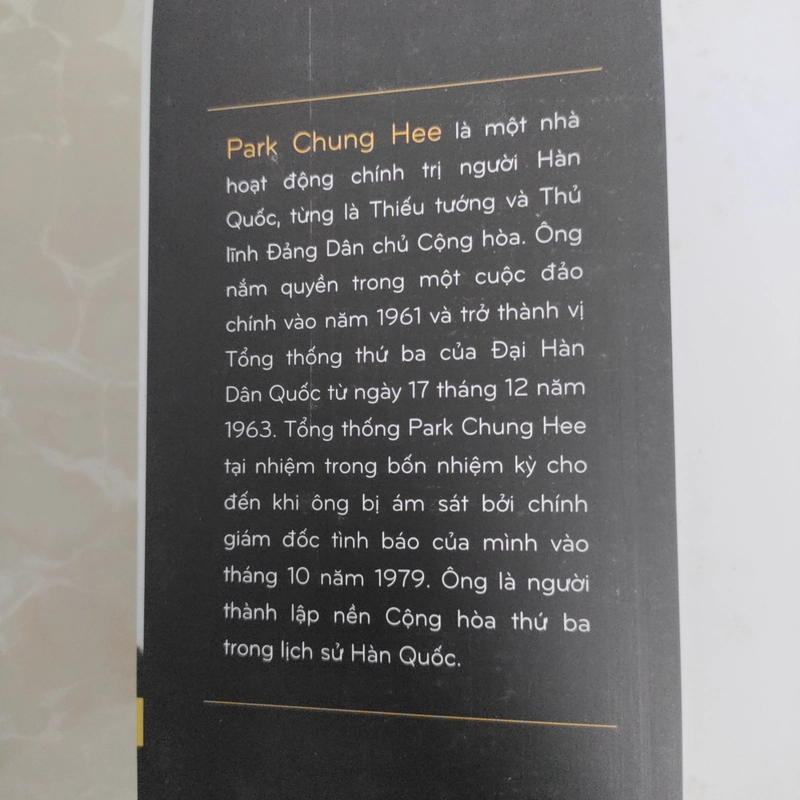 Park Chung Hee là một nhà
hoạt động chính trị người Hàn
Quốc, từng là Thiếu tướng và Thủ
lĩnh Đảng Dân chủ Cộng hòa. Ông
nắm quyền trong một cuộc đảo
chính vào năm 1961 và trở thành vị
Tổng thống thứ ba của Đại Hàn
Dân Quốc từ ngày 17 tháng 12 năm
1963. Tổng thống Park Chung Hee
tại nhiệm trong bốn nhiệm kỳ cho
đến khi ông bị ám sát bởi chính
giám đốc tình báo của mình vào
tháng 10 năm 1979. Ông là người
thành lập nền Cộng hòa thứ ba
trong lịch sử Hàn Quốc.